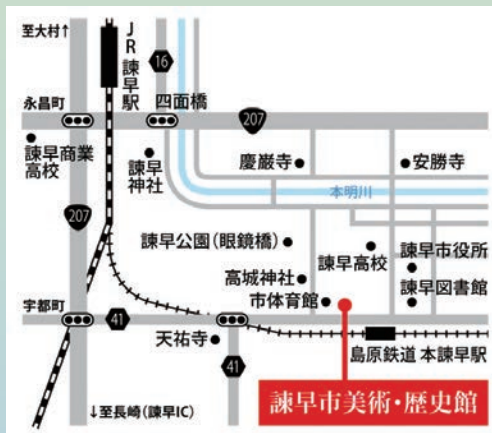 至大村↑
JR諫早駅
16
四面橋
永昌町
207
諫早商業
高校
諫早
神社
慶巌寺
安勝寺
本明川
207
諫早公園(眼鏡橋)
諫早高校
諫早市役所
高城神社
市体育館
諫早図書館
宇都町
41
天祐寺
41
島原鉄道 本諫早駅
諫早市美術・歴史館
↓至長崎(諫早IC)